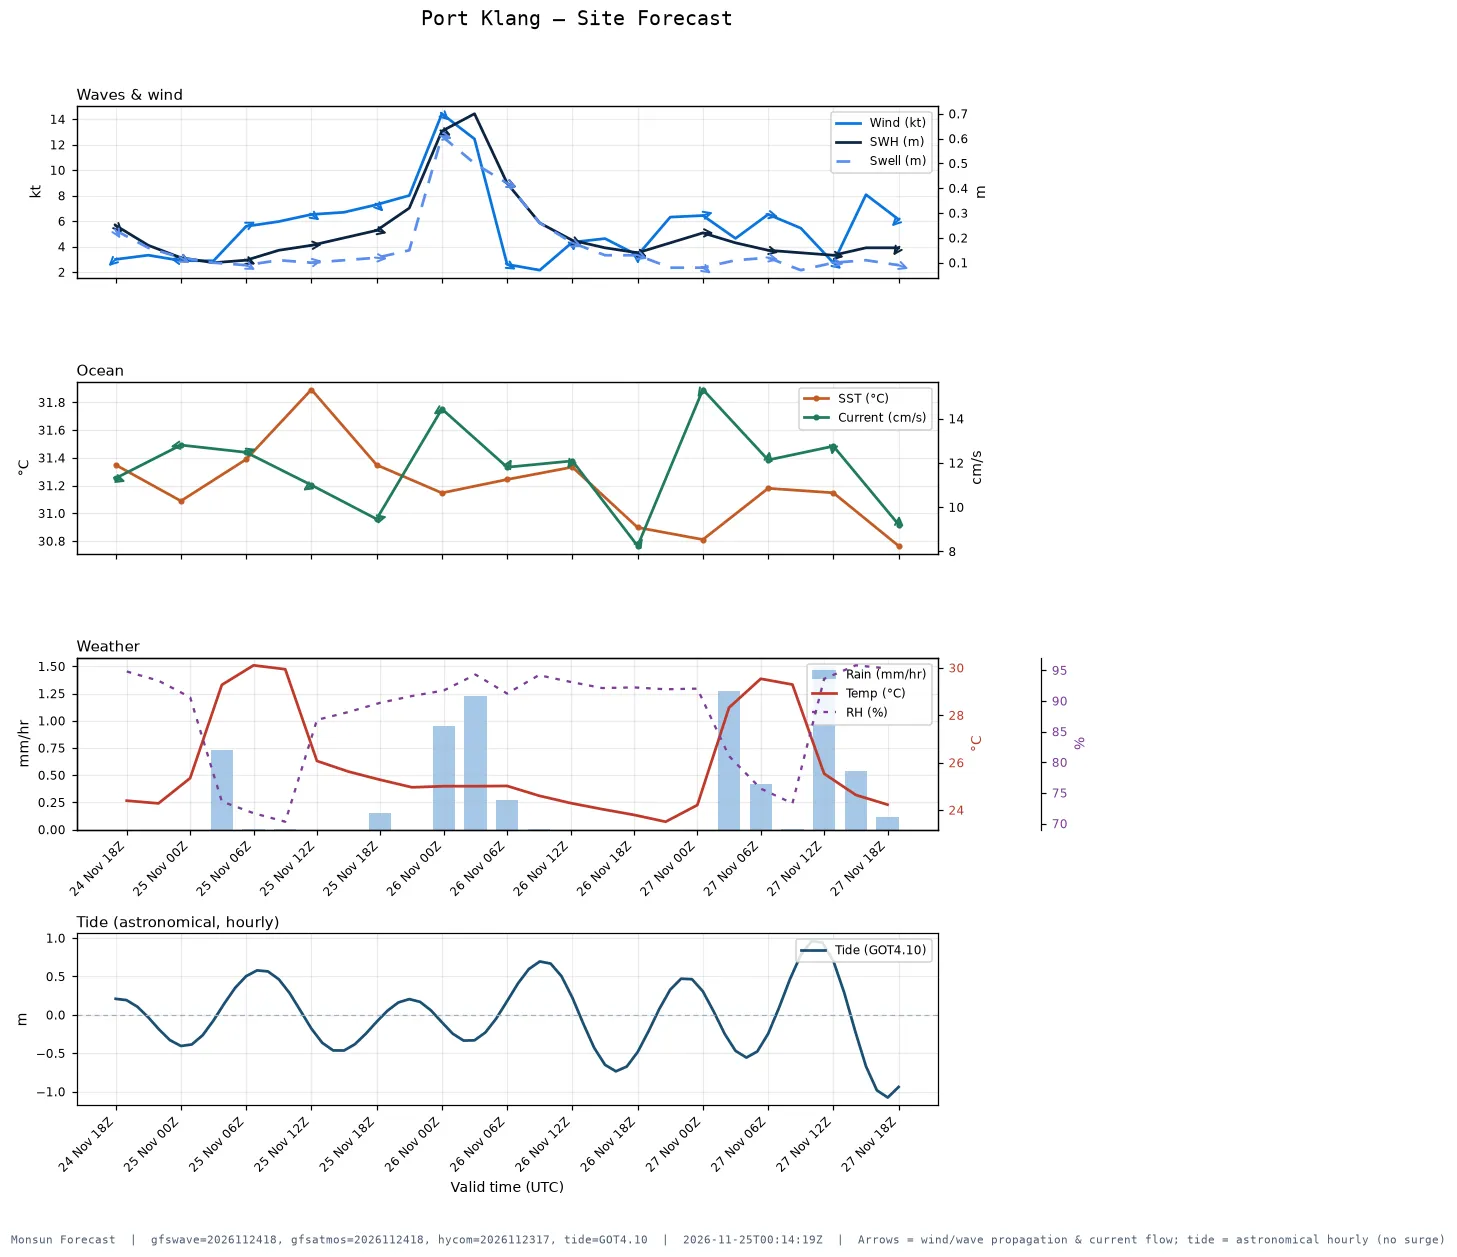 Port Klang — Site Forecast
Waves & wind
14
12
10
8
6
4
2
kt
0.7
0.6
0.5
0.4
0.3
0.2
0.1
m
Wind (kt)
SWH (m)
Swell (m)
Ocean
31.8
31.6
31.4
31.2
31.0
30.8
°C
14
12
10
8
cm/s
SST (°C)
Current (cm/s)
Weather
1.50
1.25
1.00
0.75
0.50
0.25
0.00
mm/hr
30
28
26
24
°C
95
90
85
80
75
70
%
Rain (mm/hr)
Temp (°C)
RH (%)
24 Nov 18Z
25 Nov 00Z
25 Nov 06Z
25 Nov 12Z
25 Nov 18Z
26 Nov 00Z
26 Nov 06Z
26 Nov 12Z
26 Nov 18Z
27 Nov 00Z
27 Nov 06Z
27 Nov 12Z
27 Nov 18Z
Tide (astronomical, hourly)
1.0
0.5
0.0
−0.5
−1.0
m
Tide (GOT4.10)
24 Nov 18Z
25 Nov 00Z
25 Nov 06Z
25 Nov 12Z
25 Nov 18Z
26 Nov 00Z
26 Nov 06Z
26 Nov 12Z
26 Nov 18Z
27 Nov 00Z
27 Nov 06Z
27 Nov 12Z
27 Nov 18Z
Valid time (UTC)
Monsun Forecast | gfswave=2026112418, gfsatmos=2026112418, hycom=2026112317, tide=GOT4.10 | 2026-11-25T00:14:19Z | Arrows = wind/wave propagation & current flow; tide = astronomical hourly (no surge)